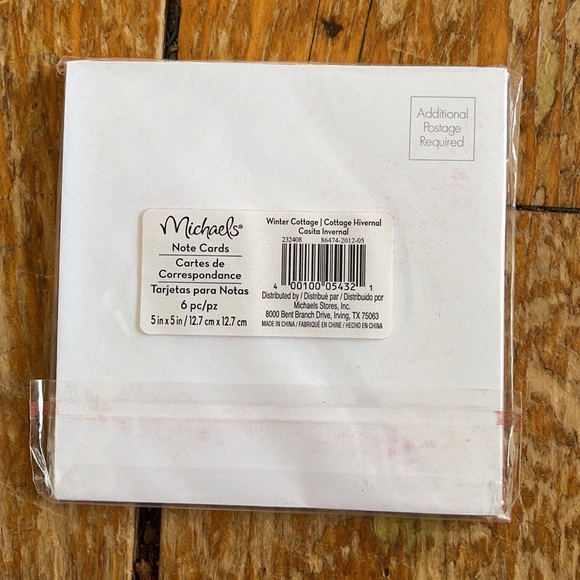 Additional
Postage
Required
Michaels®
Note Cards
Cartes de
Correspondance
Tarjetas para Notas
6 pc/pz
5 in x 5 in / 12.7 cm x 12.7 cm
Winter Cottage | Cottage Hivernal
Casita Invernal
232408 86474-2012-05
4 00100 05432 1
Distributed by / Distribué par / Distribuido por
Michaels Stores, Inc.
8000 Bent Branch Drive, Irving, TX 75063
MADE IN CHINA / FABRIQUÉ EN CHINE / HECHO EN CHINA